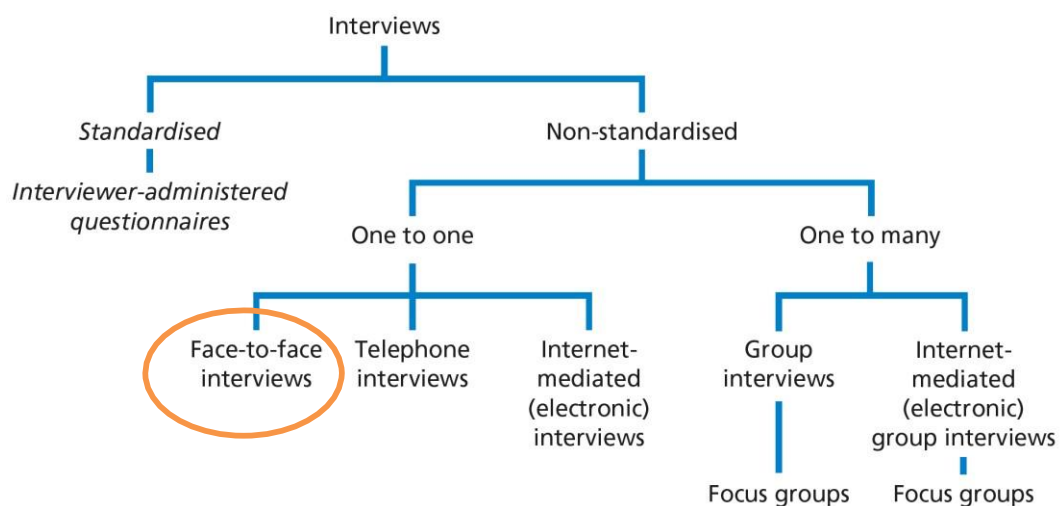 Interviews
Standardised
Non-standardised
Interviewer-administered
questionnaires
One to one
One to many
Face-to-face
interviews
Telephone
interviews
Internet-
mediated
(electronic)
interviews
Group
interviews
Internet-
mediated
(electronic)
group interviews
Focus groups
Focus groups